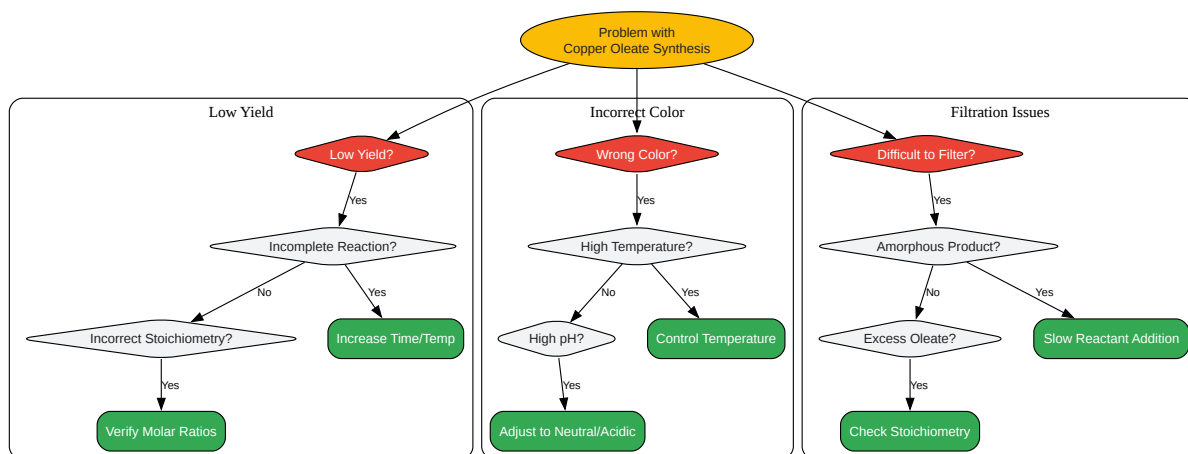 Problem with
Copper Oleate Synthesis
Low Yield
Incorrect Color
Filtration Issues
Low Yield?
Wrong Color?
Difficult to Filter?
Yes
Yes
Yes
Incomplete Reaction?
High Temperature?
Amorphous Product?
No
Yes
No
Yes
No
Yes
Incorrect Stoichiometry?
Increase Time/Temp
High pH?
Control Temperature
Excess Oleate?
Slow Reactant Addition
Yes
Yes
Yes
Verify Molar Ratios
Adjust to Neutral/Acidic
Check Stoichiometry